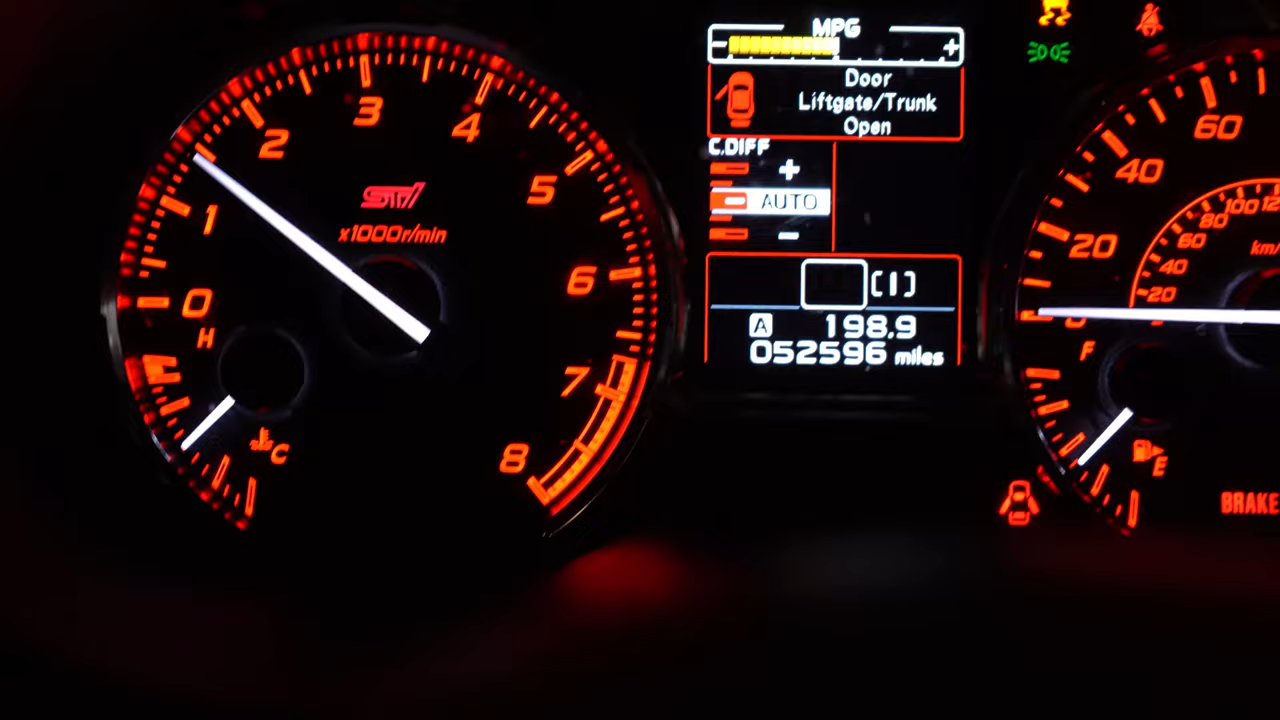 MPG
- +
Door
Liftgate/Trunk
Open
C.DIFF
+
AUTO
-
[I]
A 198.9
052596 miles
0 1 2 3 4 5 6 7 8
STI
x1000r/min
H
C
20 40 60
20 40 60 80 100 12
km/
F
E
BRAKE